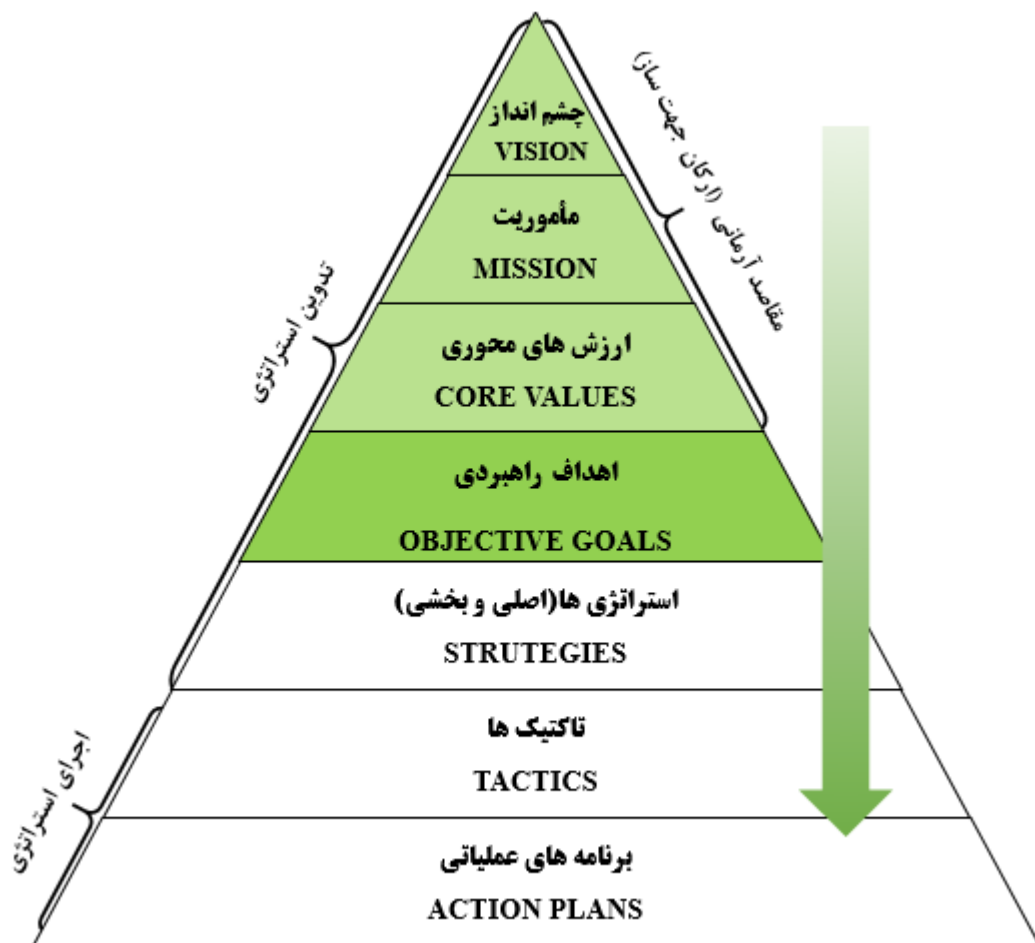 چشم انداز
VISION
مأموریت
MISSION
ارزش های محوری
CORE VALUES
اهداف راهبردی
OBJECTIVE GOALS
استراتژی ها(اصلی و بخشی)
STRUTEGIES
تاکتیک ها
TACTICS
برنامه های عملیاتی
ACTION PLANS
مقاصد آرمانی (ارکان جهت ساز)
تدوین استراتژی
اجرای استراتژی